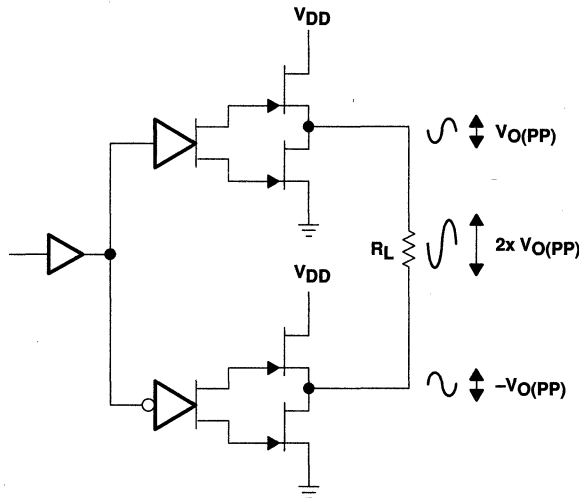 VDD
VO(PP)
RL
2x VO(PP)
VDD
–VO(PP)